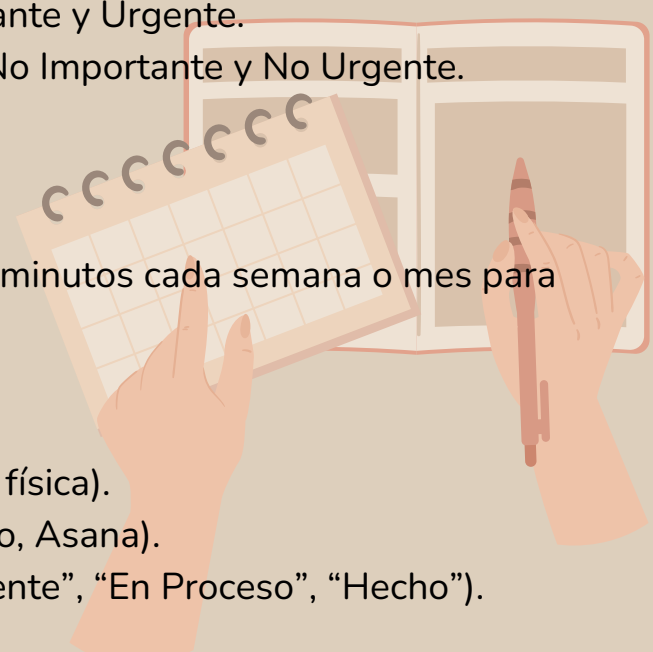 ante y Urgente.
No Importante y No Urgente.
minutos cada semana o mes para
física).
o, Asana).
ente”, “En Proceso”, “Hecho”).